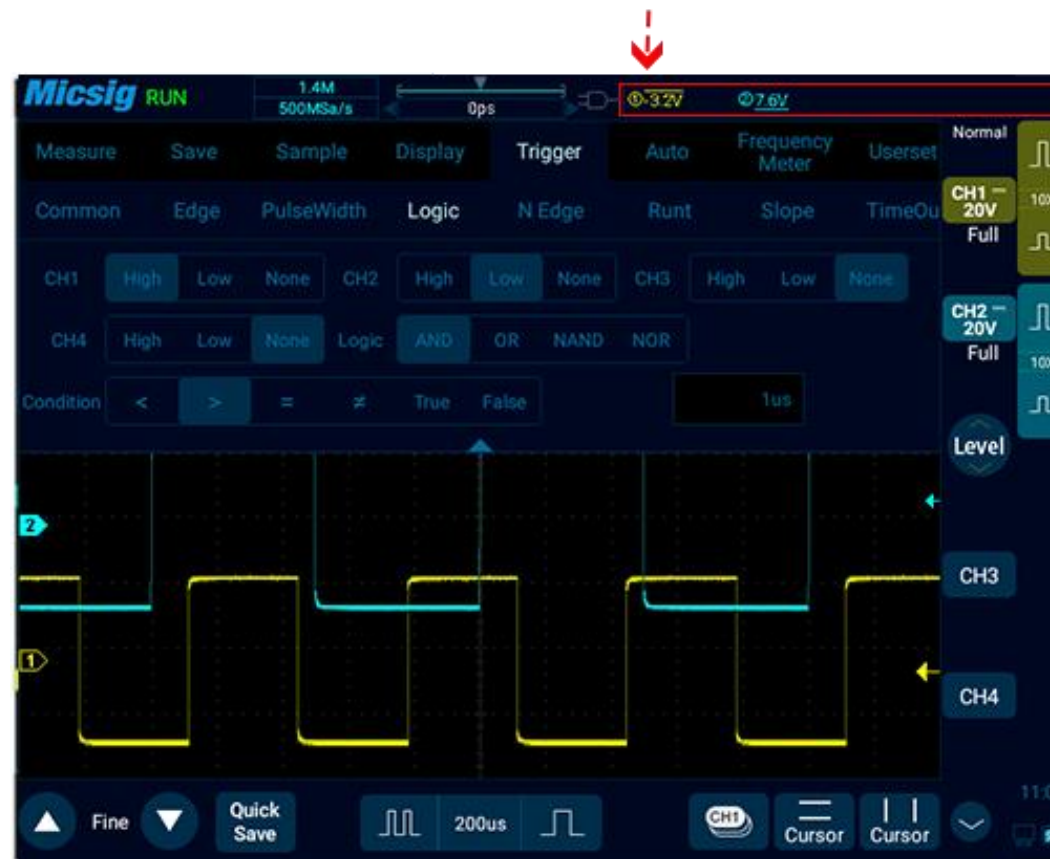 Micsig RUN 1.4M 500MSa/s 0ps ①-3.2V ②7.6V
Measure Save Sample Display Trigger Auto Frequency Meter Userset Normal
Common Edge PulseWidth Logic N Edge Runt Slope TimeOu
CH1 20V Full 10X
CH1 High Low None CH2 High Low None CH3 High Low None
CH4 High Low None Logic AND OR NAND NOR
CH2 20V Full 10X
Condition < > = ≠ True False 1us
Level
2
CH3
1
CH4
Fine Quick Save 200us CH1 Cursor Cursor